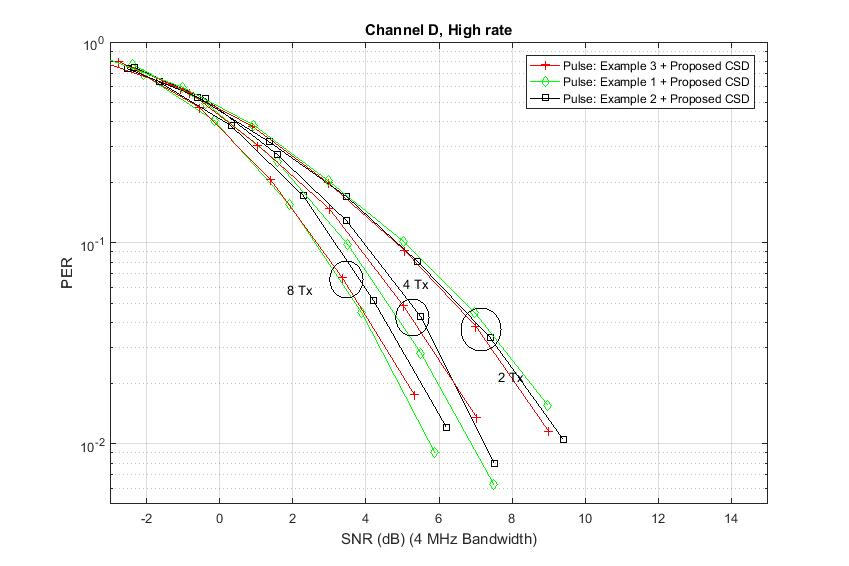 Channel D, High rate
Pulse: Example 3 + Proposed CSD
Pulse: Example 1 + Proposed CSD
Pulse: Example 2 + Proposed CSD
10^0
10^-1
10^-2
PER
8 Tx
4 Tx
2 Tx
-2 0 2 4 6 8 10 12 14
SNR (dB) (4 MHz Bandwidth)